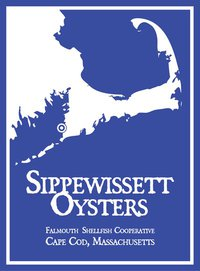 SIPPEWISSETT
OYSTERS
FALMOUTH SHELLFISH COOPERATIVE
CAPE COD, MASSACHUSETTS